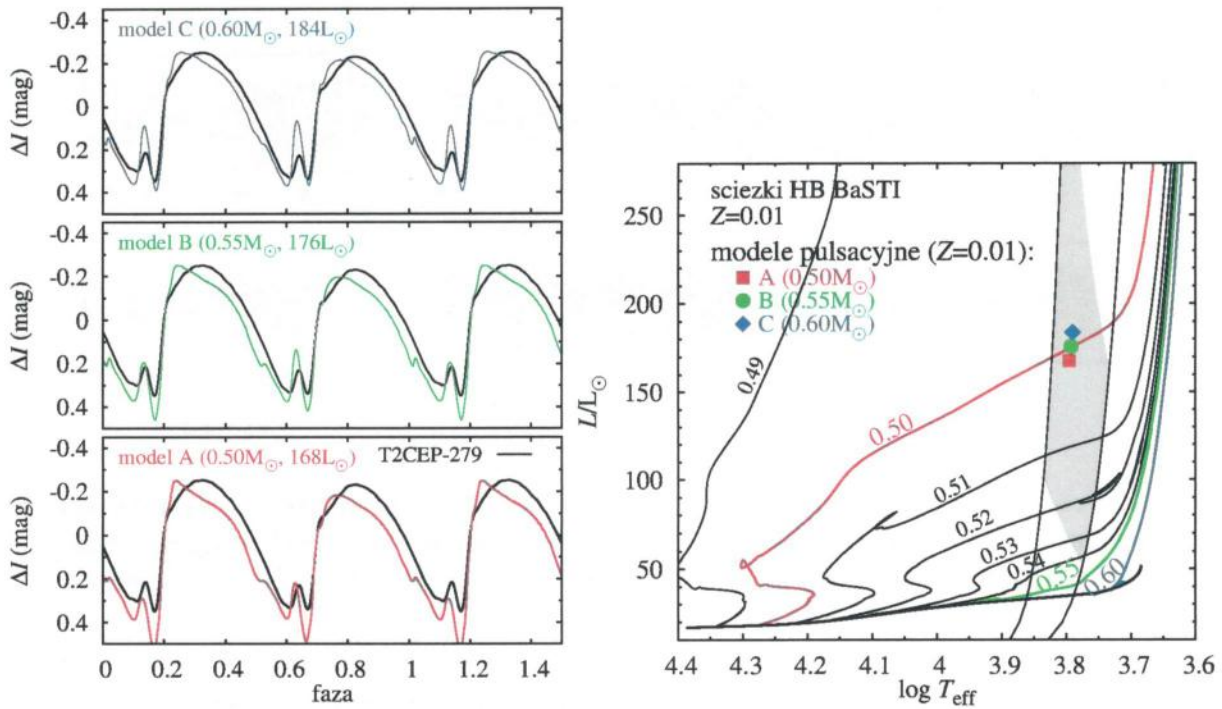 model C (0.60M⊙, 184L⊙)
-0.4
-0.2
0
0.2
0.4
ΔI (mag)
model B (0.55M⊙, 176L⊙)
-0.4
-0.2
0
0.2
0.4
ΔI (mag)
model A (0.50M⊙, 168L⊙)
T2CEP-279
-0.4
-0.2
0
0.2
0.4
ΔI (mag)
0
0.2
0.4
0.6
0.8
1
1.2
1.4
faza
sciezki HB BaSTI
Z=0.01
modele pulsacyjne (Z=0.01):
A (0.50M⊙)
B (0.55M⊙)
C (0.60M⊙)
0.49
0.50
0.51
0.52
0.53
0.54
0.55
0.60
250
200
150
100
50
L/L⊙
4.4
4.3
4.2
4.1
4
3.9
3.8
3.7
3.6
log Teff